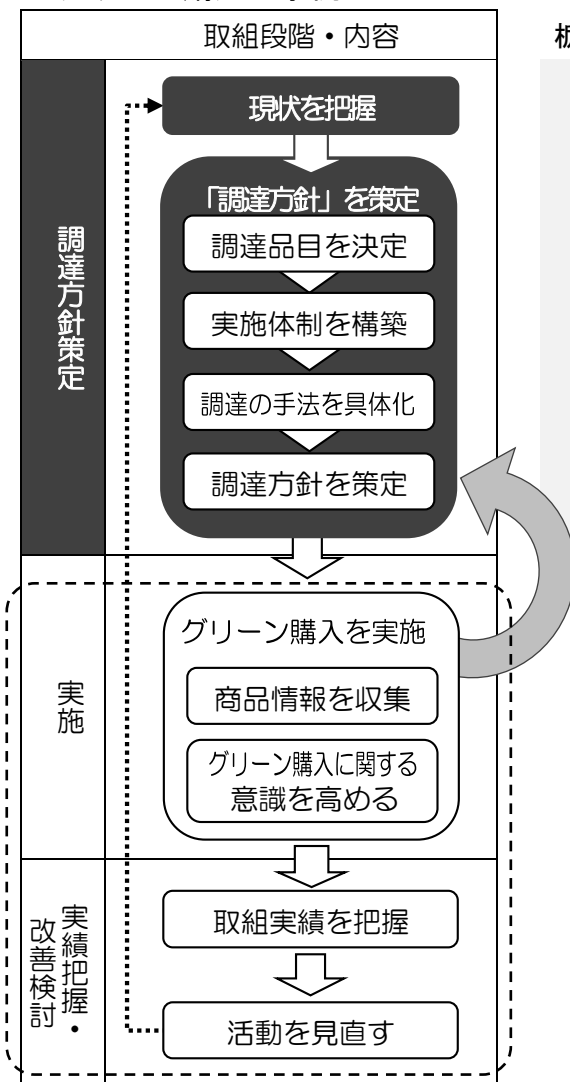 取組段階・内容
現状を把握
「調達方針」を策定
調達品目を決定
実施体制を構築
調達の手法を具体化
調達方針を策定
調達方針策定
グリーン購入を実施
商品情報を収集
グリーン購入に関する
意識を高める
実施
取組実績を把握
活動を見直す
実績把握・
改善検討